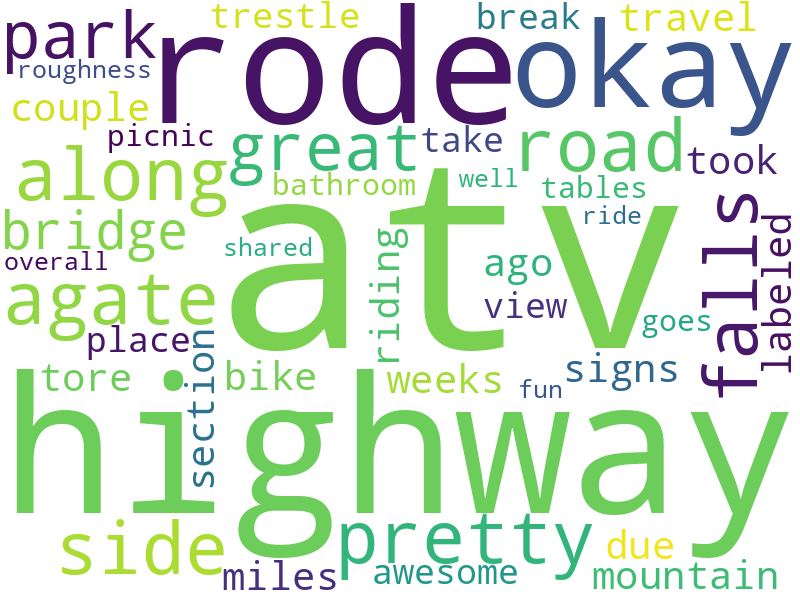 trestle break travel
park rode okay
roughness
couple
picnic great take road took
along bathroom well tables
bridge atv ride
shared
overall riding ago falls labeled
agate view goes
place section signs
tore bike weeks fun
highway
side pretty due
miles awesome mountain